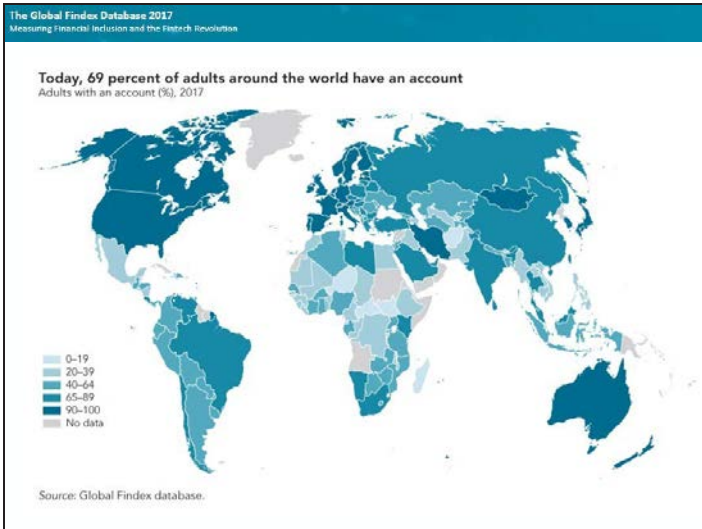 The Global Findex Database 2017
Measuring Financial Inclusion and the Fintech Revolution
Today, 69 percent of adults around the world have an account
Adults with an account (%), 2017
0–19
20–39
40–64
65–89
90–100
No data
Source: Global Findex database.